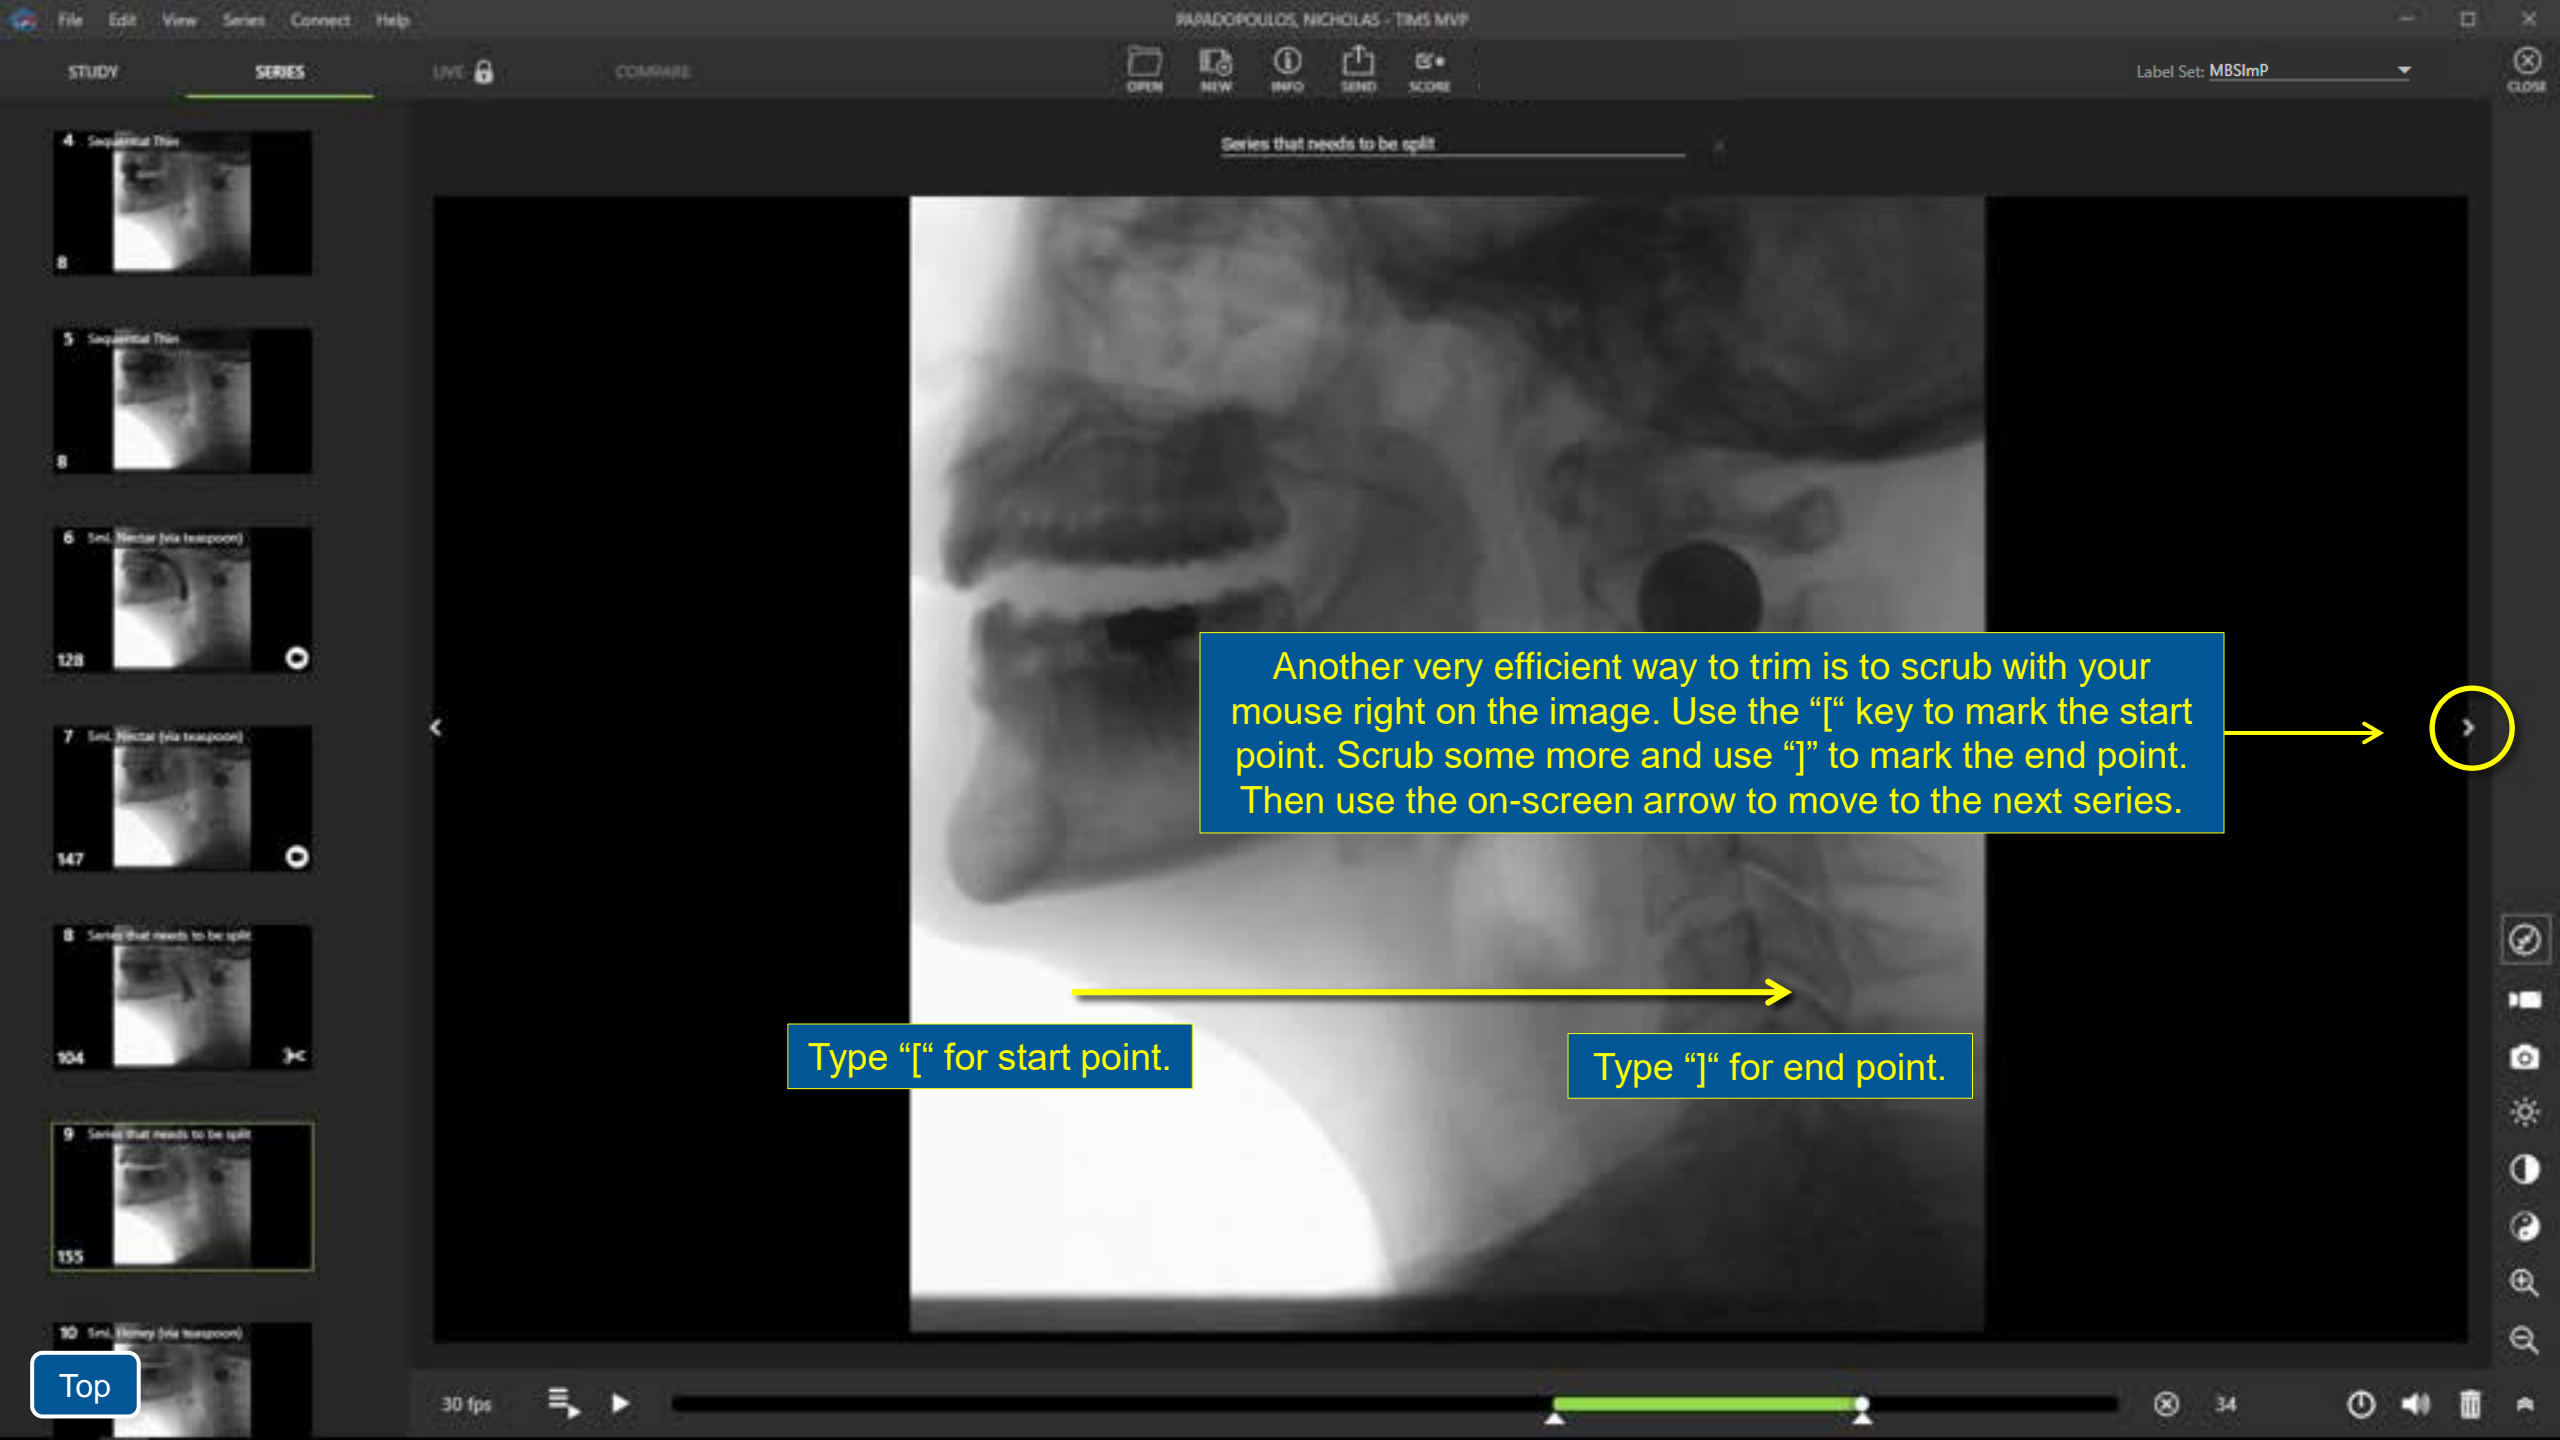 File Edit View Series Connect Help
PAPADOPOULOS, NICHOLAS - TIMS MVP
STUDY SERIES LIVE COMPARE
OPEN NEW INFO SEND SCORE
Label Set: MBSImP
CLOSE
Series that needs to be split
4 Sequential Thin
8
5 Sequential Thin
8
6 5mL Nectar (via teaspoon)
128
7 5mL Nectar (via teaspoon)
147
8 Series that needs to be split
104
9 Series that needs to be split
155
10 5mL Honey (via teaspoon)
Top
Another very efficient way to trim is to scrub with your
mouse right on the image. Use the “[“ key to mark the start
point. Scrub some more and use “]” to mark the end point.
Then use the on-screen arrow to move to the next series.
Type “[“ for start point.
Type “]“ for end point.
30 fps
34